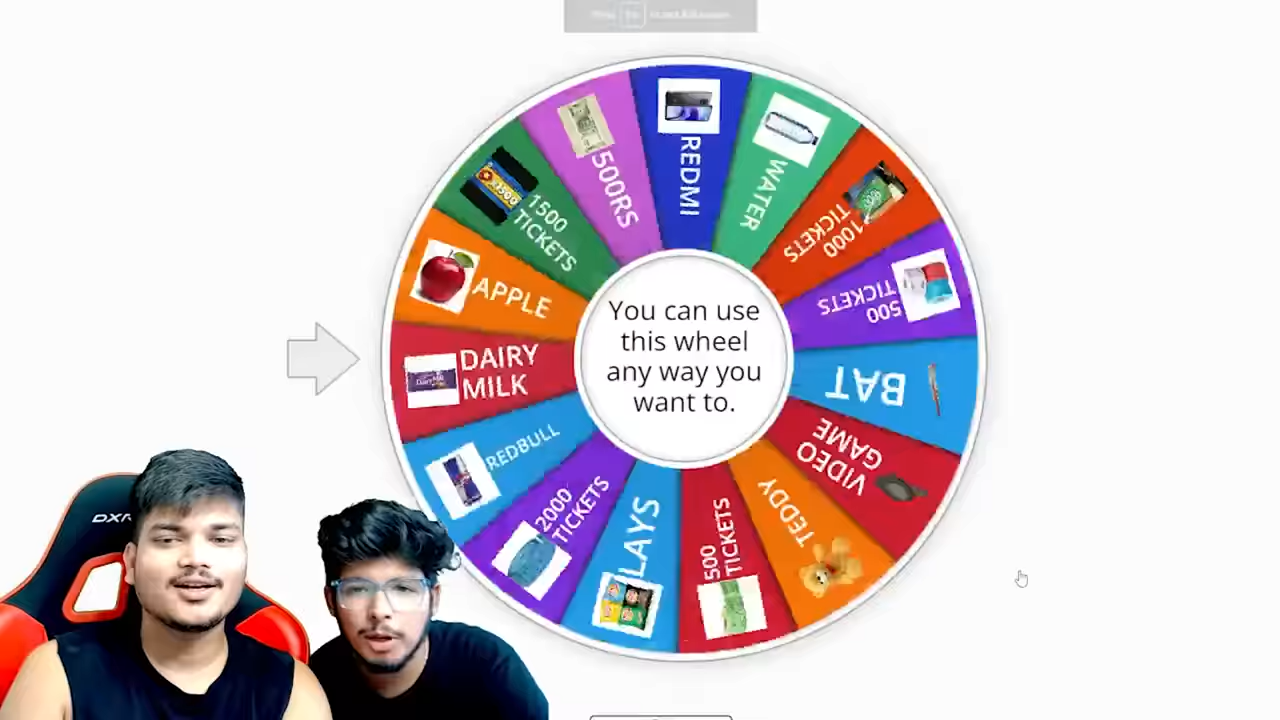 REDMI
WATER
1000
TICKETS
500
TICKETS
BAT
VIDEO
GAME
TEDDY
500
TICKETS
LAYS
2000
TICKETS
REDBULL
DAIRY
MILK
APPLE
1500
TICKETS
500RS
You can use
this wheel
any way you
want to.